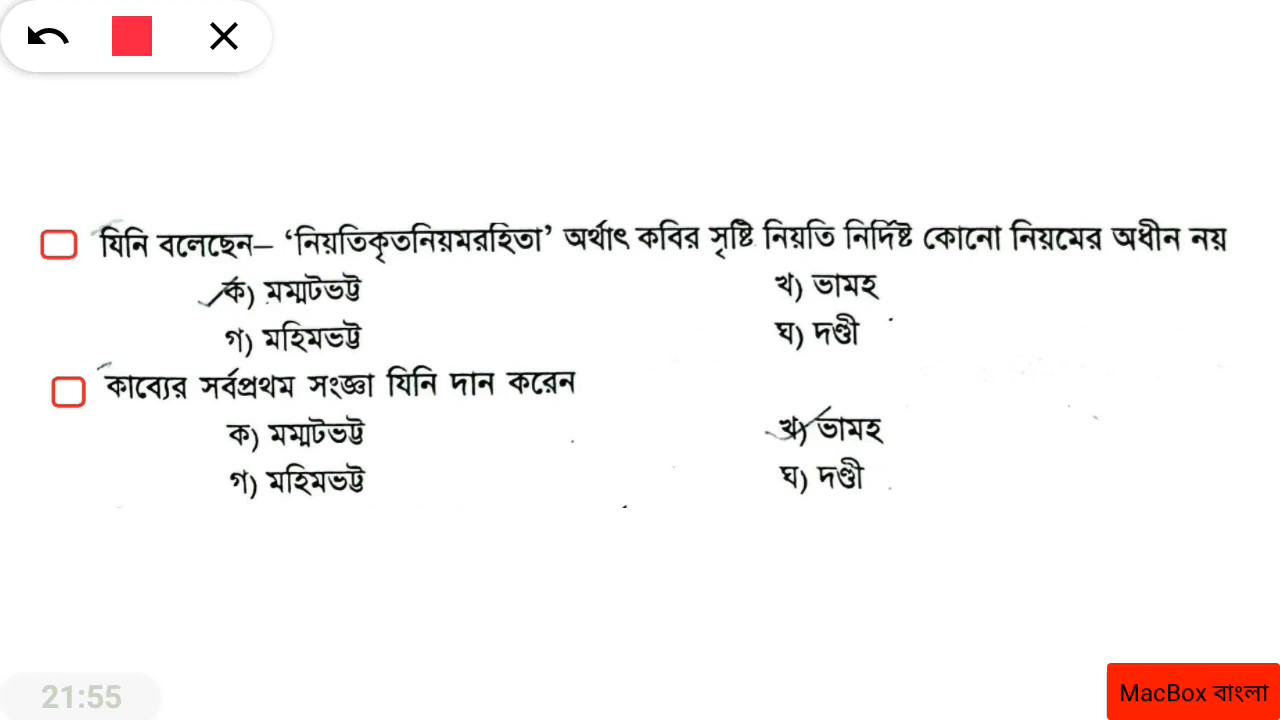 যিনি বলেছেন– ‘নিয়তিকৃতনিয়মরহিতা’ অর্থাৎ কবির সৃষ্টি নিয়তি নির্দিষ্ট কোনো নিয়মের অধীন নয়
ক) মম্মটভট্ট খ) ভামহ
গ) মহিমভট্ট ঘ) দণ্ডী
কাব্যের সর্বপ্রথম সংজ্ঞা যিনি দান করেন
ক) মম্মটভট্ট খ) ভামহ
গ) মহিমভট্ট ঘ) দণ্ডী
21:55 MacBox বাংলা